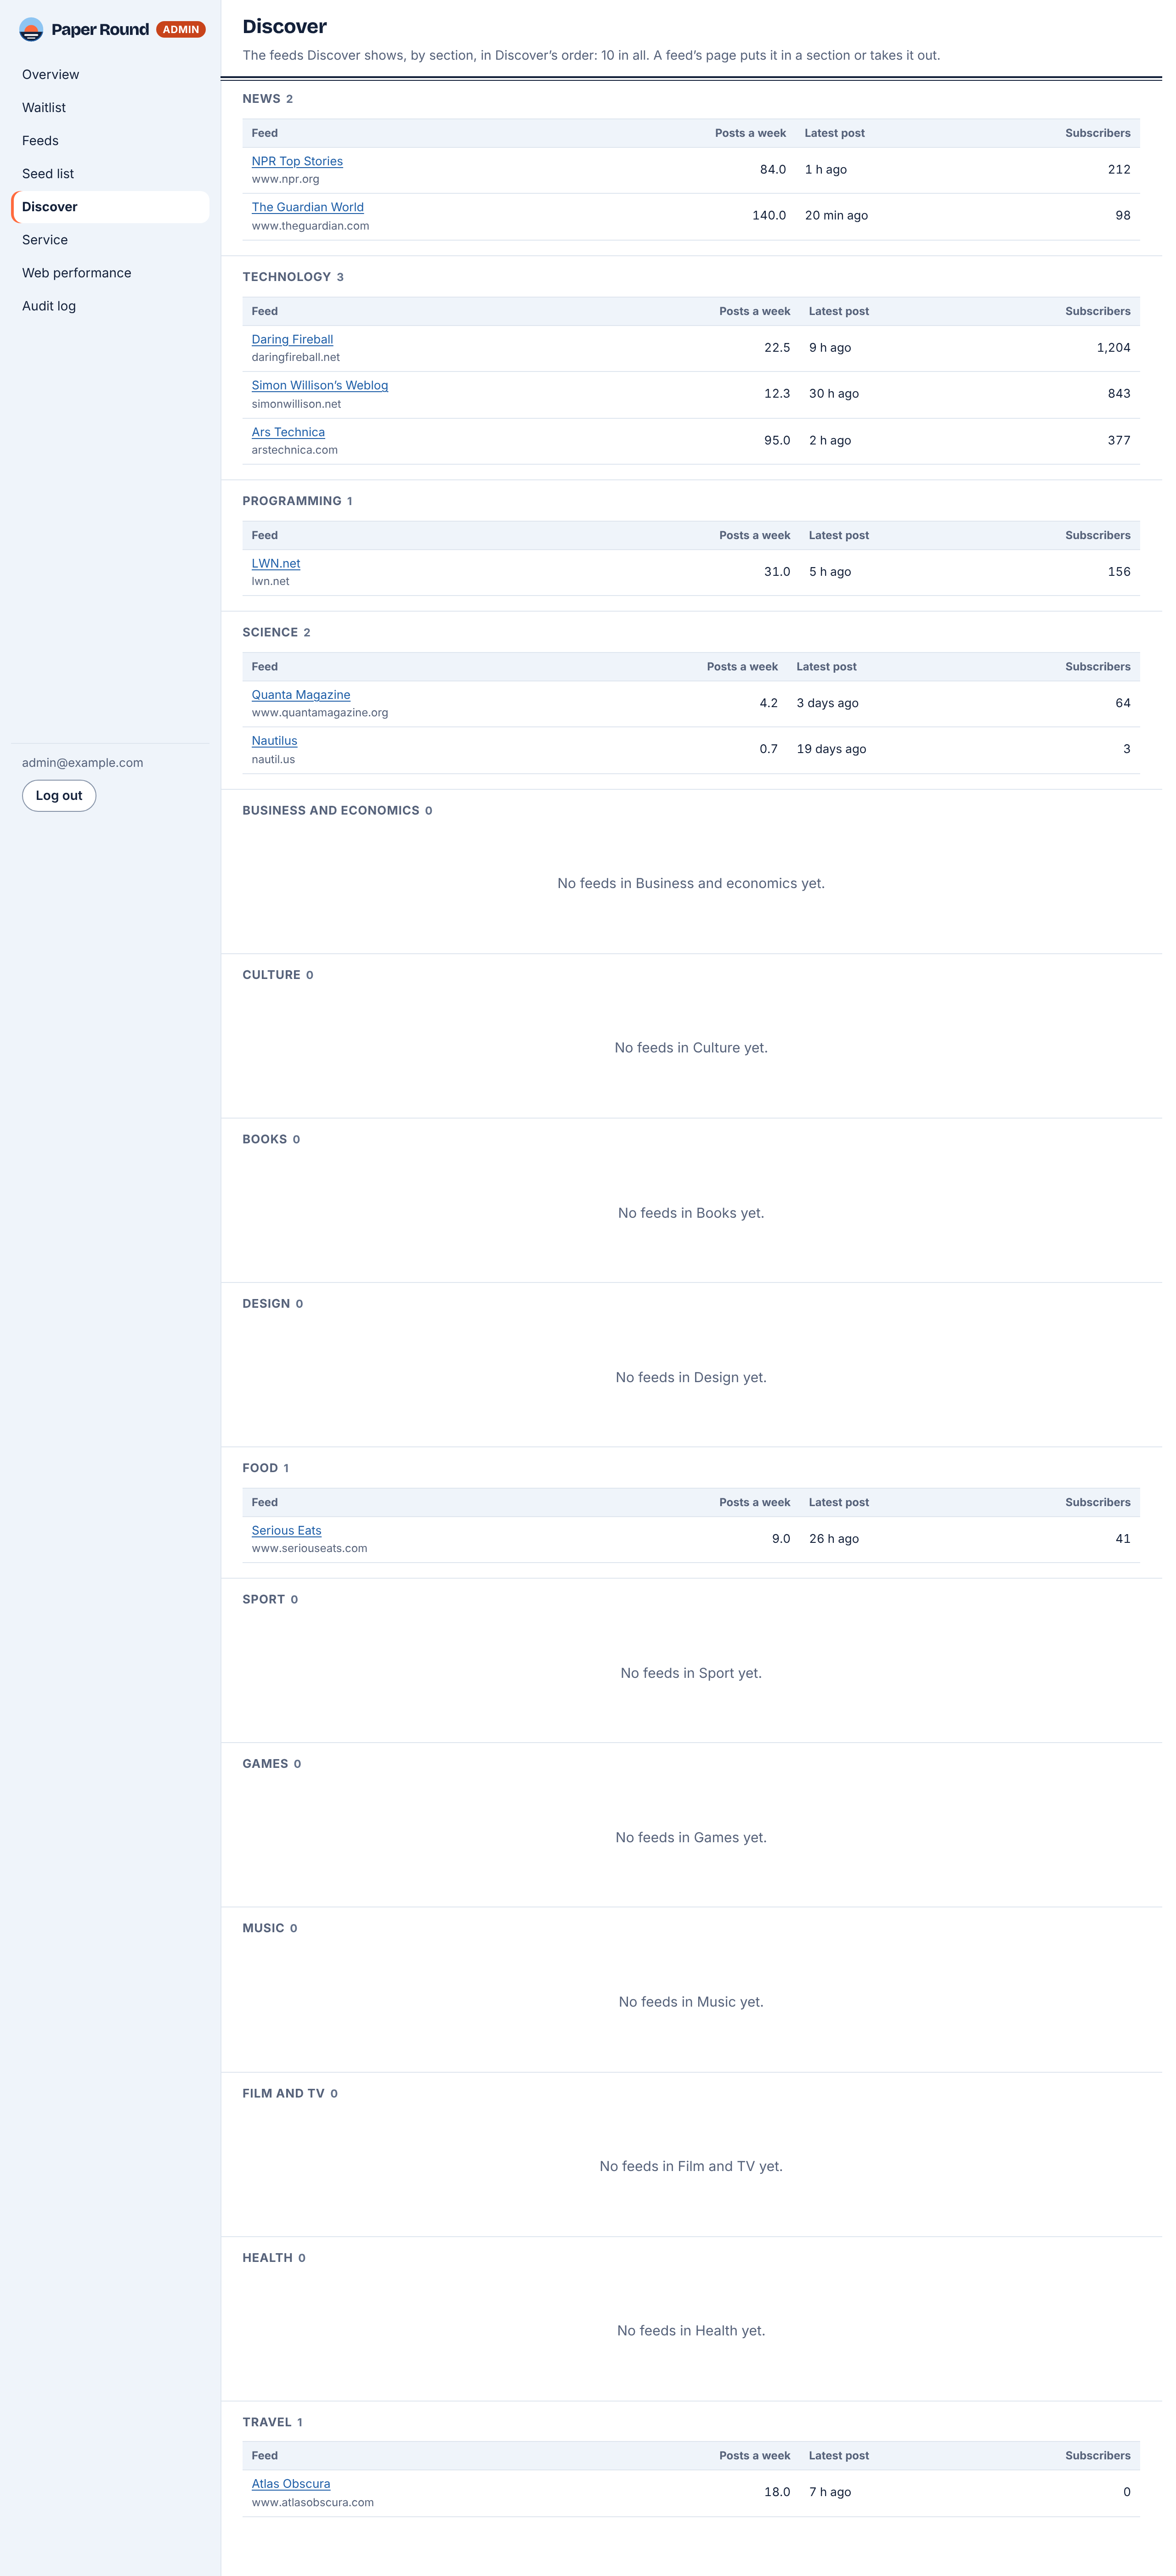 Paper Round ADMIN
Overview
Waitlist
Feeds
Seed list
Discover
Service
Web performance
Audit log
admin@example.com
Log out
Discover
The feeds Discover shows, by section, in Discover’s order: 10 in all. A feed’s page puts it in a section or takes it out.
NEWS 2
Feed Posts a week Latest post Subscribers
NPR Top Stories
www.npr.org
84.0 1 h ago 212
The Guardian World
www.theguardian.com
140.0 20 min ago 98
TECHNOLOGY 3
Feed Posts a week Latest post Subscribers
Daring Fireball
daringfireball.net
22.5 9 h ago 1,204
Simon Willison’s Weblog
simonwillison.net
12.3 30 h ago 843
Ars Technica
arstechnica.com
95.0 2 h ago 377
PROGRAMMING 1
Feed Posts a week Latest post Subscribers
LWN.net
lwn.net
31.0 5 h ago 156
SCIENCE 2
Feed Posts a week Latest post Subscribers
Quanta Magazine
www.quantamagazine.org
4.2 3 days ago 64
Nautilus
nautil.us
0.7 19 days ago 3
BUSINESS AND ECONOMICS 0
No feeds in Business and economics yet.
CULTURE 0
No feeds in Culture yet.
BOOKS 0
No feeds in Books yet.
DESIGN 0
No feeds in Design yet.
FOOD 1
Feed Posts a week Latest post Subscribers
Serious Eats
www.seriouseats.com
9.0 26 h ago 41
SPORT 0
No feeds in Sport yet.
GAMES 0
No feeds in Games yet.
MUSIC 0
No feeds in Music yet.
FILM AND TV 0
No feeds in Film and TV yet.
HEALTH 0
No feeds in Health yet.
TRAVEL 1
Feed Posts a week Latest post Subscribers
Atlas Obscura
www.atlasobscura.com
18.0 7 h ago 0